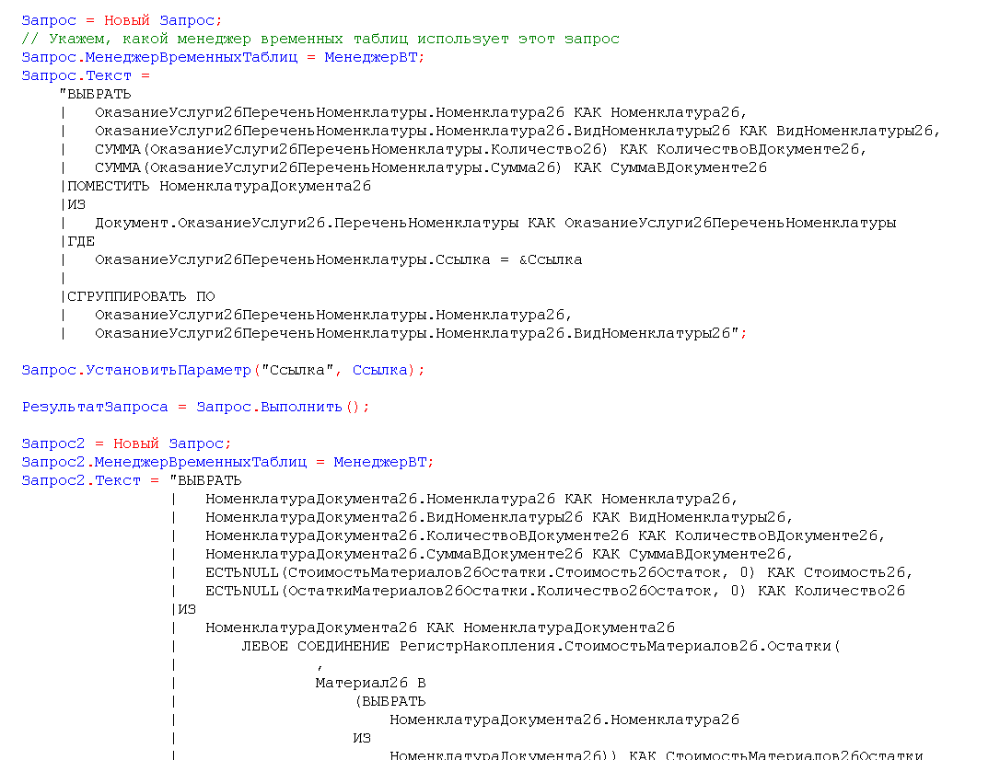 Запрос = Новый Запрос;
// Укажем, какой менеджер временных таблиц использует этот запрос
Запрос.МенеджерВременныхТаблиц = МенеджерВТ;
Запрос.Текст =
"ВЫБРАТЬ
|   ОказаниеУслуги26ПереченьНоменклатуры.Номенклатура26 КАК Номенклатура26,
|   ОказаниеУслуги26ПереченьНоменклатуры.Номенклатура26.ВидНоменклатуры26 КАК ВидНоменклатуры26,
|   СУММА(ОказаниеУслуги26ПереченьНоменклатуры.Количество26) КАК КоличествоВДокументе26,
|   СУММА(ОказаниеУслуги26ПереченьНоменклатуры.Сумма26) КАК СуммаВДокументе26
|ПОМЕСТИТЬ НоменклатураДокумента26
|ИЗ
|   Документ.ОказаниеУслуги26.ПереченьНоменклатуры КАК ОказаниеУслуги26ПереченьНоменклатуры
|ГДЕ
|   ОказаниеУслуги26ПереченьНоменклатуры.Ссылка = &Ссылка
|
|СГРУППИРОВАТЬ ПО
|   ОказаниеУслуги26ПереченьНоменклатуры.Номенклатура26,
|   ОказаниеУслуги26ПереченьНоменклатуры.Номенклатура26.ВидНоменклатуры26";
Запрос.УстановитьПараметр("Ссылка", Ссылка);
РезультатЗапроса = Запрос.Выполнить();
Запрос2 = Новый Запрос;
Запрос2.МенеджерВременныхТаблиц = МенеджерВТ;
Запрос2.Текст = "ВЫБРАТЬ
|   НоменклатураДокумента26.Номенклатура26 КАК Номенклатура26,
|   НоменклатураДокумента26.ВидНоменклатуры26 КАК ВидНоменклатуры26,
|   НоменклатураДокумента26.КоличествоВДокументе26 КАК КоличествоВДокументе26,
|   НоменклатураДокумента26.СуммаВДокументе26 КАК СуммаВДокументе26,
|   ЕСТЬNULL(СтоимостьМатериалов26Остатки.Стоимость26Остаток, 0) КАК Стоимость26,
|   ЕСТЬNULL(ОстаткиМатериалов26Остатки.Количество26Остаток, 0) КАК Количество26
|ИЗ
|   НоменклатураДокумента26 КАК НоменклатураДокумента26
|       ЛЕВОЕ СОЕДИНЕНИЕ РегистрНакопления.СтоимостьМатериалов26.Остатки(
|               ,
|               Материал26 В
|                   (ВЫБРАТЬ
|                       НоменклатураДокумента26.Номенклатура26
|                   ИЗ
|                       НоменклатураДокумента26)) КАК СтоимостьМатериалов26Остатки